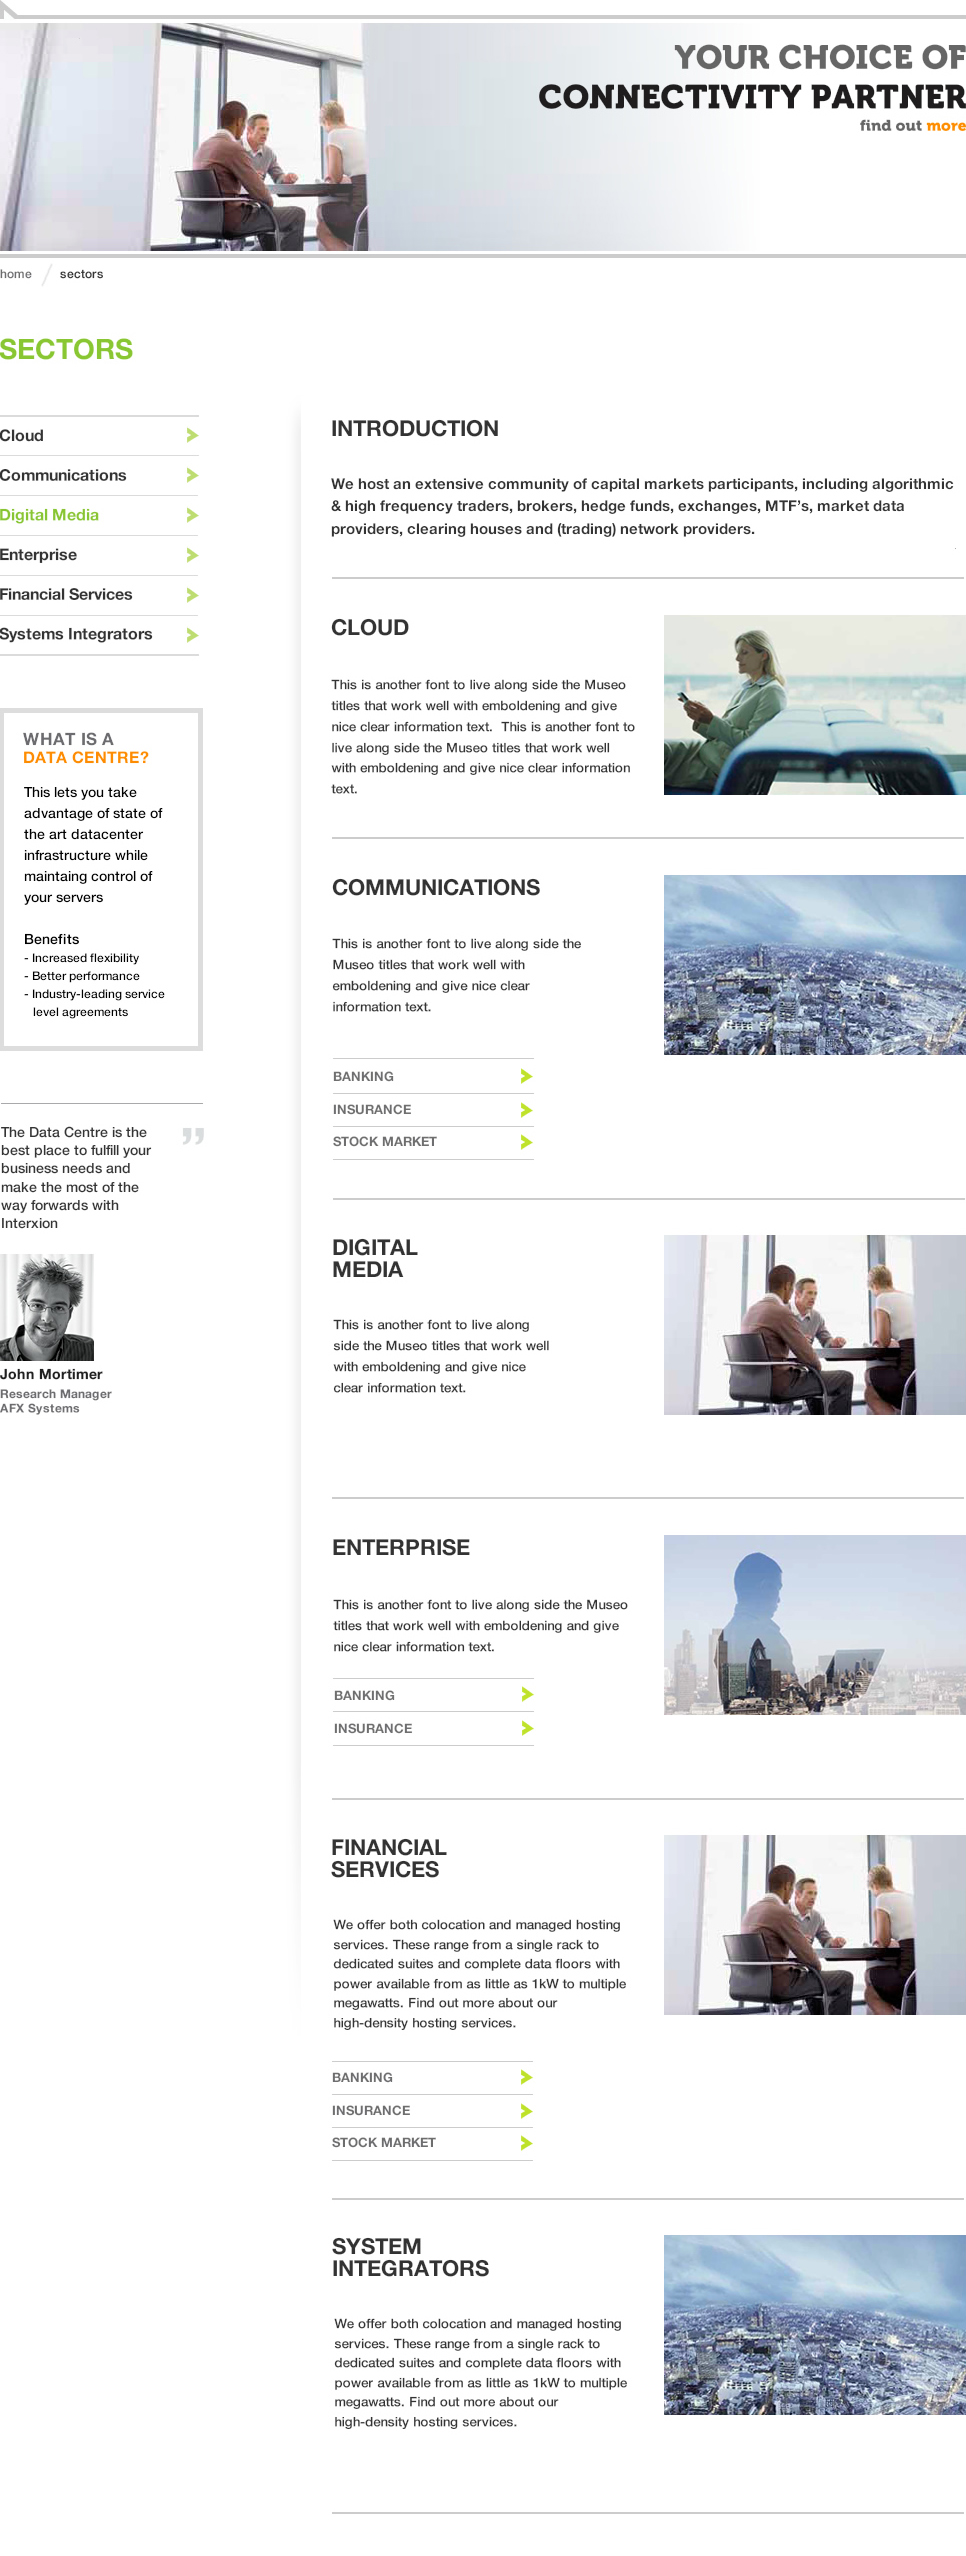 YOUR CHOICE OF
CONNECTIVITY PARTNER
find out more
home / sectors
SECTORS
Cloud
Communications
Digital Media
Enterprise
Financial Services
Systems Integrators
WHAT IS A
DATA CENTRE?
This lets you take
advantage of state of
the art datacenter
infrastructure while
maintaing control of
your servers
Benefits
- Increased flexibility
- Better performance
- Industry-leading service
level agreements
The Data Centre is the
best place to fulfill your
business needs and
make the most of the
way forwards with
Interxion
”
John Mortimer
Research Manager
AFX Systems
INTRODUCTION
We host an extensive community of capital markets participants, including algorithmic
& high frequency traders, brokers, hedge funds, exchanges, MTF’s, market data
providers, clearing houses and (trading) network providers.
CLOUD
This is another font to live along side the Museo
titles that work well with emboldening and give
nice clear information text.  This is another font to
live along side the Museo titles that work well
with emboldening and give nice clear information
text.
COMMUNICATIONS
This is another font to live along side the
Museo titles that work well with
emboldening and give nice clear
information text.
BANKING
INSURANCE
STOCK MARKET
DIGITAL
MEDIA
This is another font to live along
side the Museo titles that work well
with emboldening and give nice
clear information text.
ENTERPRISE
This is another font to live along side the Museo
titles that work well with emboldening and give
nice clear information text.
BANKING
INSURANCE
FINANCIAL
SERVICES
We offer both colocation and managed hosting
services. These range from a single rack to
dedicated suites and complete data floors with
power available from as little as 1kW to multiple
megawatts. Find out more about our
high-density hosting services.
BANKING
INSURANCE
STOCK MARKET
SYSTEM
INTEGRATORS
We offer both colocation and managed hosting
services. These range from a single rack to
dedicated suites and complete data floors with
power available from as little as 1kW to multiple
megawatts. Find out more about our
high-density hosting services.